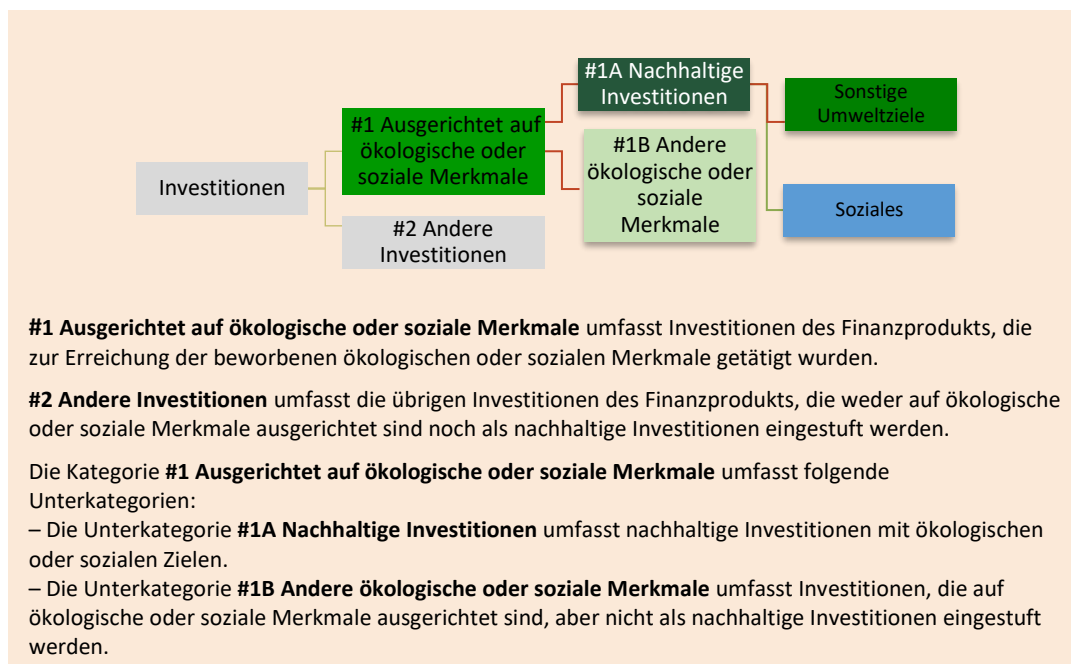 #1A Nachhaltige
Investitionen
Sonstige
Umweltziele
#1 Ausgerichtet auf
ökologische oder
soziale Merkmale
#1B Andere
ökologische oder
soziale
Merkmale
Investitionen
Soziales
#2 Andere
Investitionen
#1 Ausgerichtet auf ökologische oder soziale Merkmale umfasst Investitionen des Finanzprodukts, die
zur Erreichung der beworbenen ökologischen oder sozialen Merkmale getätigt wurden.
#2 Andere Investitionen umfasst die übrigen Investitionen des Finanzprodukts, die weder auf ökologische
oder soziale Merkmale ausgerichtet sind noch als nachhaltige Investitionen eingestuft werden.
Die Kategorie #1 Ausgerichtet auf ökologische oder soziale Merkmale umfasst folgende
Unterkategorien:
– Die Unterkategorie #1A Nachhaltige Investitionen umfasst nachhaltige Investitionen mit ökologischen
oder sozialen Zielen.
– Die Unterkategorie #1B Andere ökologische oder soziale Merkmale umfasst Investitionen, die auf
ökologische oder soziale Merkmale ausgerichtet sind, aber nicht als nachhaltige Investitionen eingestuft
werden.